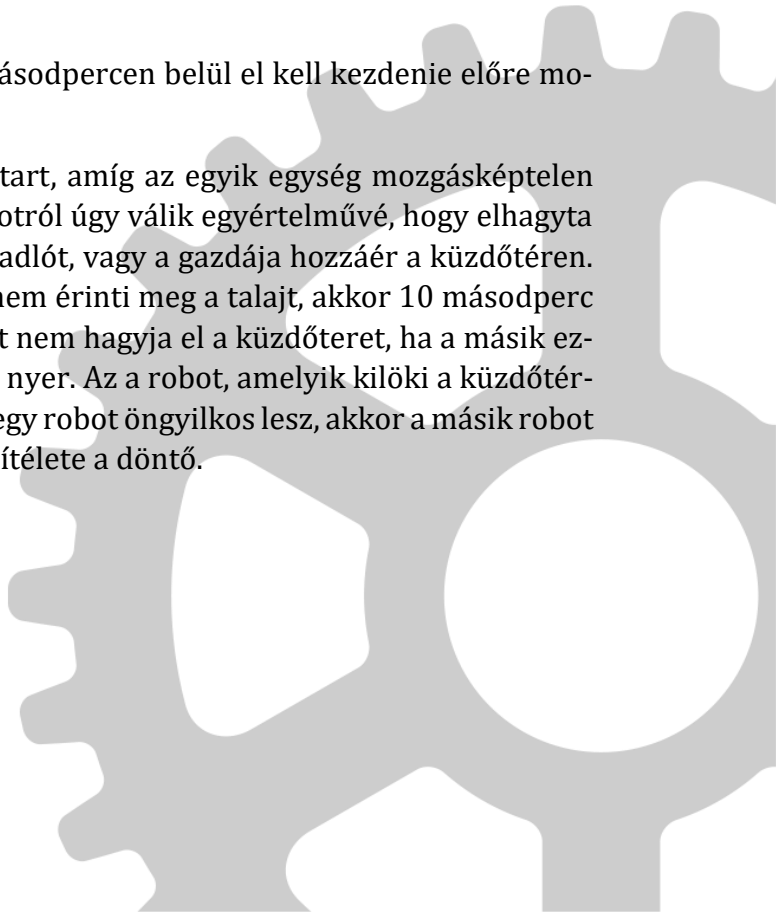 ásodpercen belül el kell kezdenie előre mo-
tart, amíg az egyik egység mozgásképtelen
otról úgy válik egyértelművé, hogy elhagyta
adlót, vagy a gazdája hozzáér a küzdőtéren.
nem érinti meg a talajt, akkor 10 másodperc
t nem hagyja el a küzdőteret, ha a másik ez-
nyer. Az a robot, amelyik kilöki a küzdőtér-
egy robot öngyilkos lesz, akkor a másik robot
ítélete a döntő.